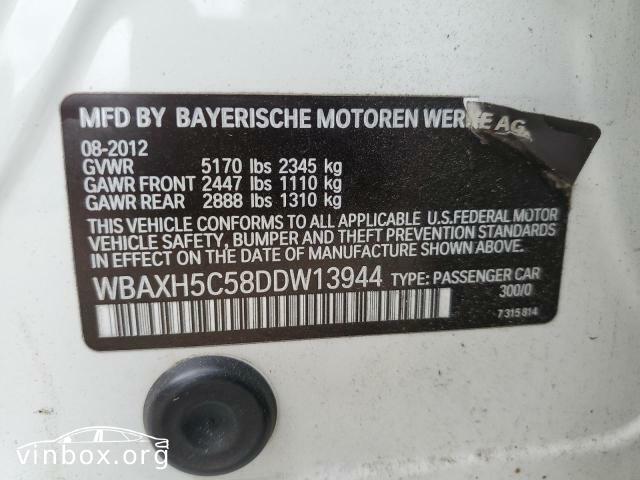 MFD BY BAYERISCHE MOTOREN WERKE AG
08-2012
GVWR 5170 lbs 2345 kg
GAWR FRONT 2447 lbs 1110 kg
GAWR REAR 2888 lbs 1310 kg
THIS VEHICLE CONFORMS TO ALL APPLICABLE U.S.FEDERAL MOTOR
VEHICLE SAFETY, BUMPER AND THEFT PREVENTION STANDARDS
IN EFFECT ON THE DATE OF MANUFACTURE SHOWN ABOVE.
WBAXH5C58DDW13944 TYPE: PASSENGER CAR
300/0
7315814
vinbox.org